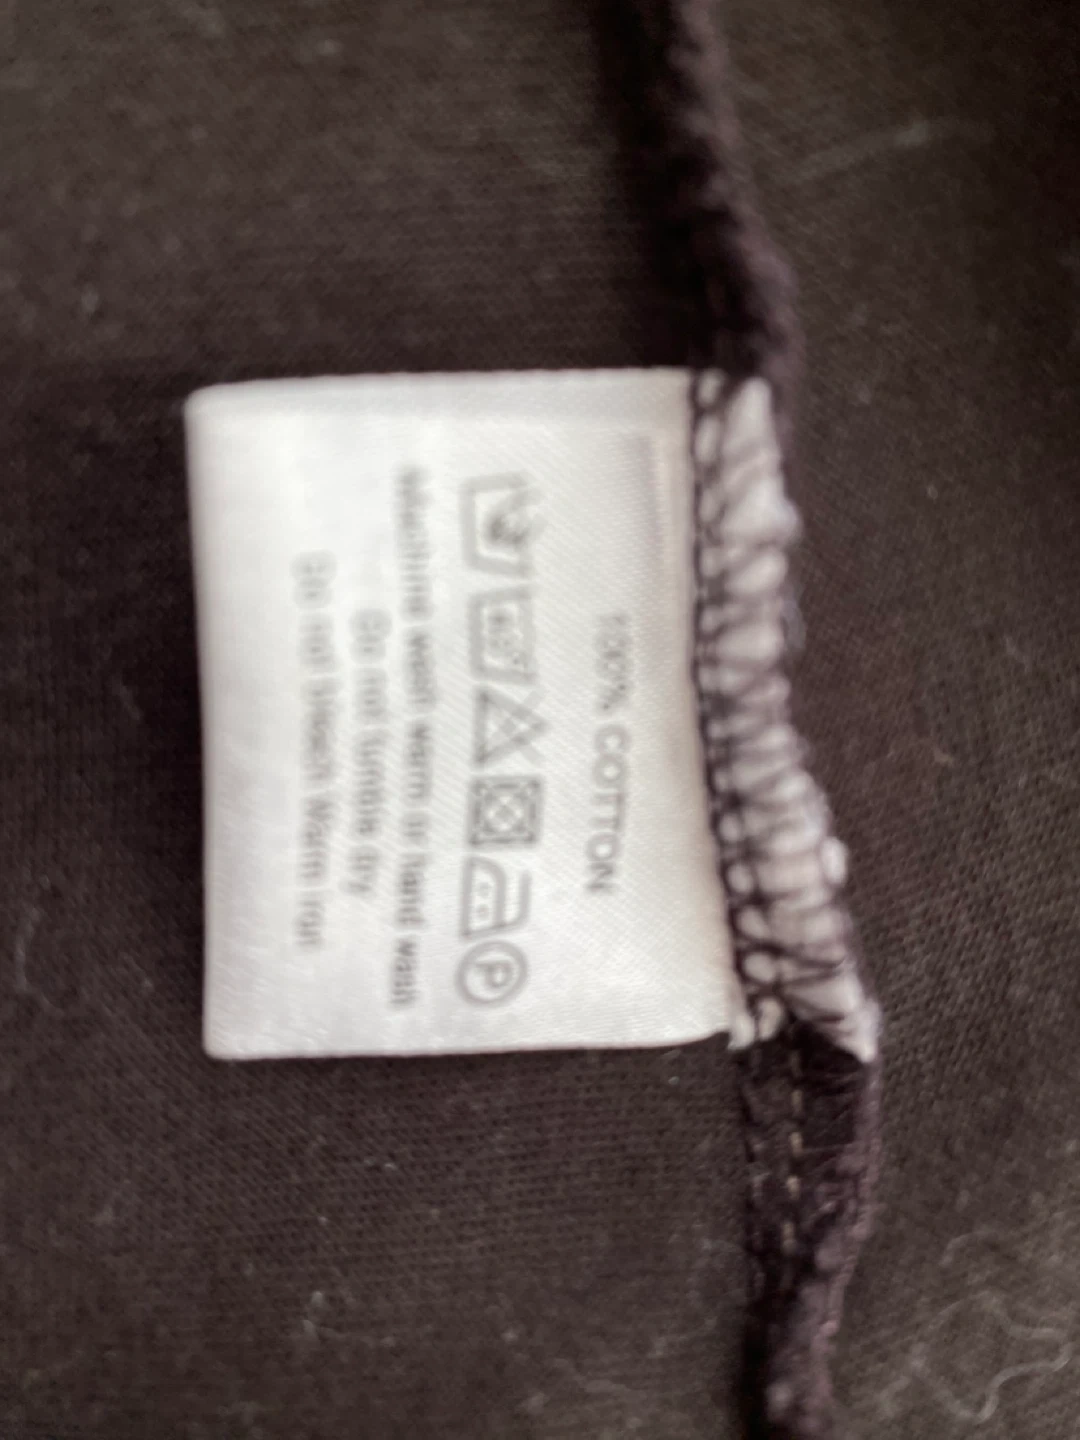 100% COTTON
P
Machine wash warm or hand wash
Do not tumble dry
Do not bleach Warm iron